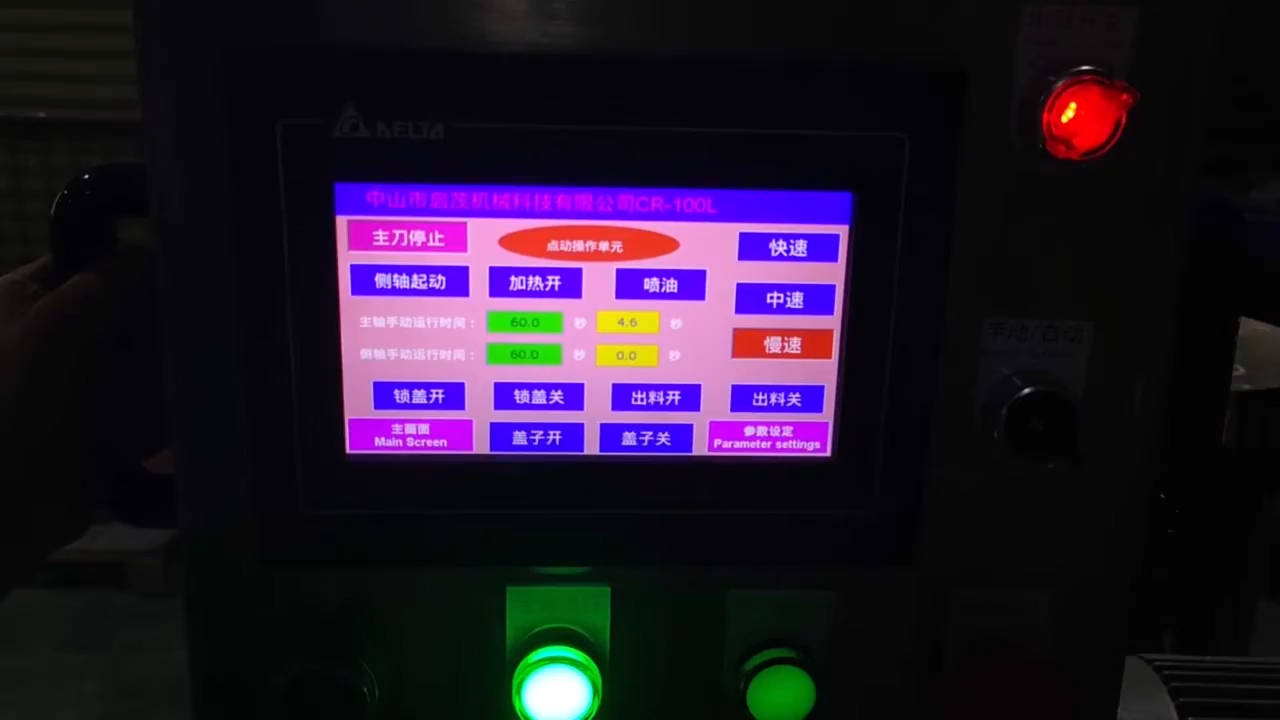 DELTA
中山市启茂机械科技有限公司CR-100L
主刀停止
点动操作单元
快速
侧轴起动
加热开
喷油
中速
主轴手动运行时间：
60.0
秒
4.6
秒
慢速
侧轴手动运行时间：
60.0
秒
0.0
秒
锁盖开
锁盖关
出料开
出料关
主画面
Main Screen
盖子开
盖子关
参数设定
Parameter settings
手动/自动